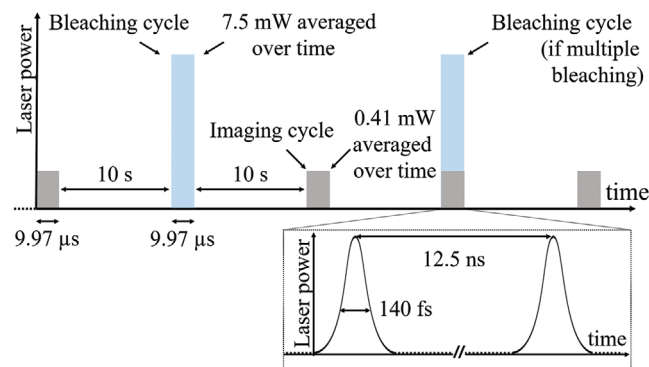 Bleaching cycle
7.5 mW averaged
over time
Bleaching cycle
(if multiple
bleaching)
Laser power
Imaging cycle
0.41 mW
averaged
over time
10 s
10 s
time
9.97 µs
9.97 µs
Laser power
12.5 ns
140 fs
//
time